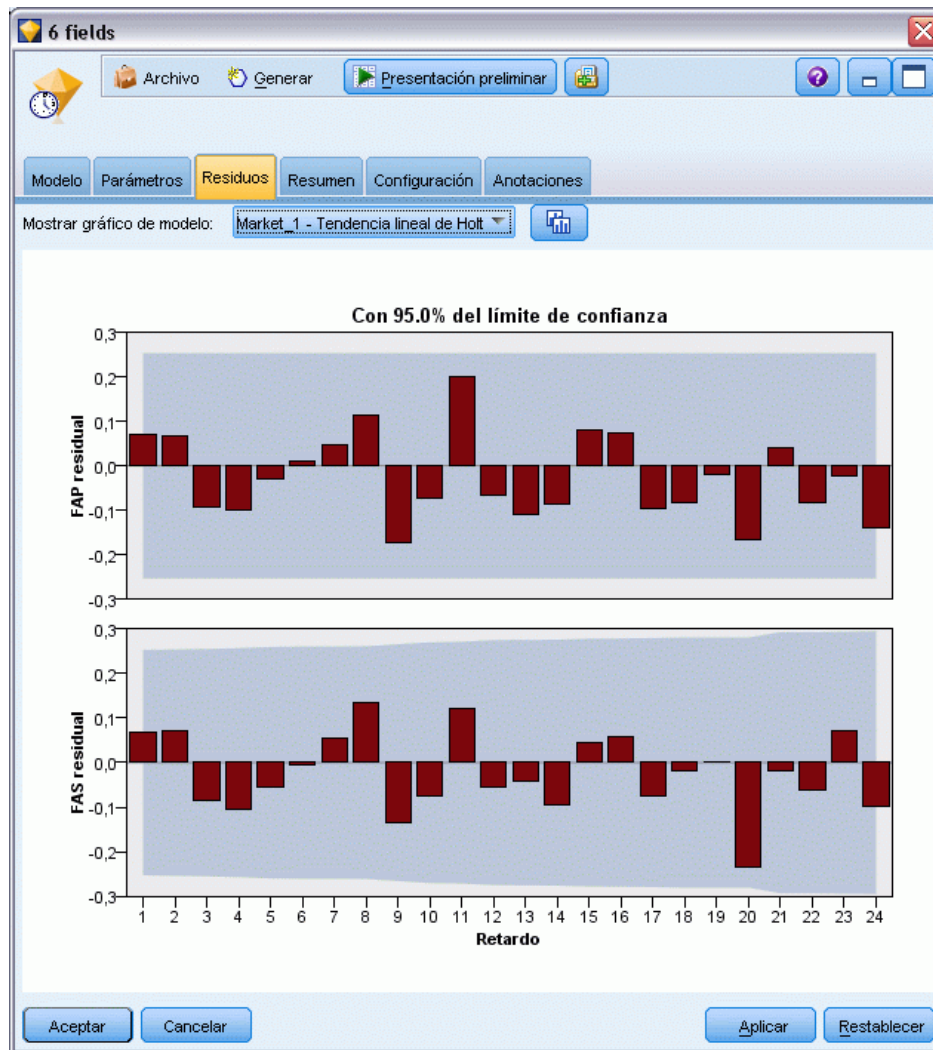 6 fields
Archivo Generar Presentación preliminar
Modelo Parámetros Residuos Resumen Configuración Anotaciones
Mostrar gráfico de modelo: Market_1 - Tendencia lineal de Holt
Con 95.0% del límite de confianza
FAP residual
0,3
0,2
0,1
0,0
-0,1
-0,2
-0,3
FAS residual
0,3
0,2
0,1
0,0
-0,1
-0,2
-0,3
1 2 3 4 5 6 7 8 9 10 11 12 13 14 15 16 17 18 19 20 21 22 23 24
Retardo
Aceptar Cancelar Aplicar Restablecer